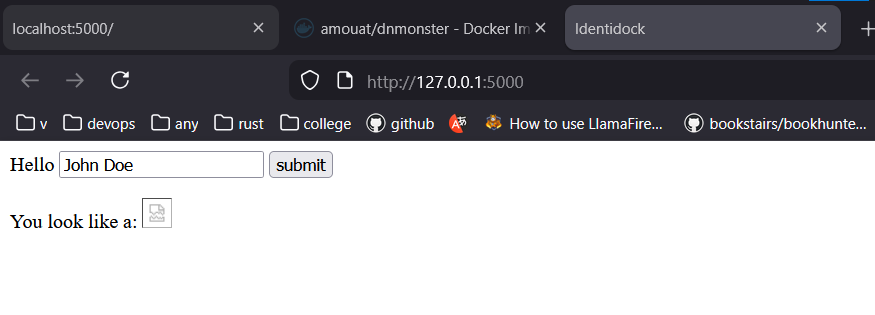 localhost:5000/ amouat/dnmonster - Docker Im Identidock
http://127.0.0.1:5000
v devops any rust college github How to use LlamaFire... bookstairs/bookhunte...
Hello John Doe submit
You look like a: